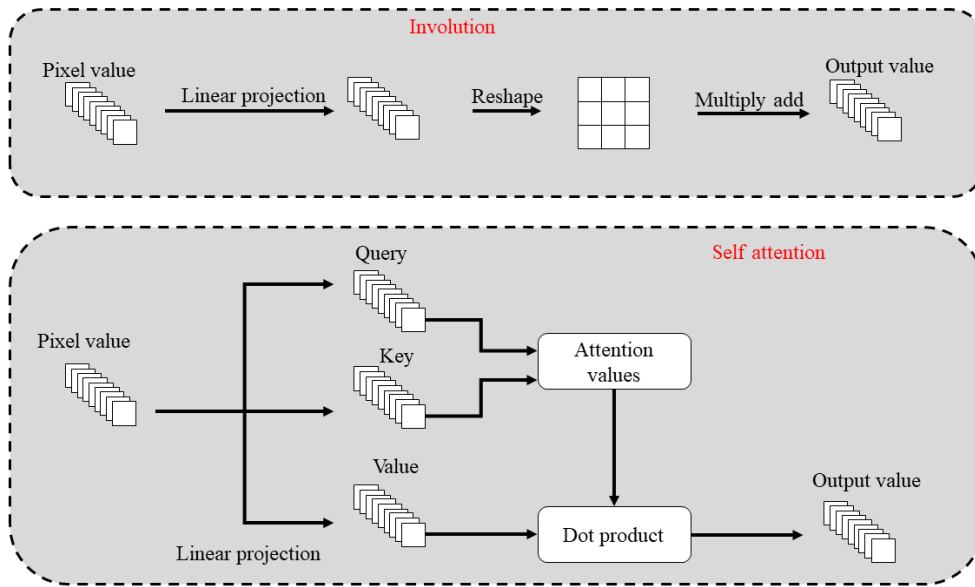 Involution
Pixel value
Linear projection
Reshape
Multiply add
Output value
Self attention
Query
Pixel value
Key
Attention
values
Value
Linear projection
Dot product
Output value